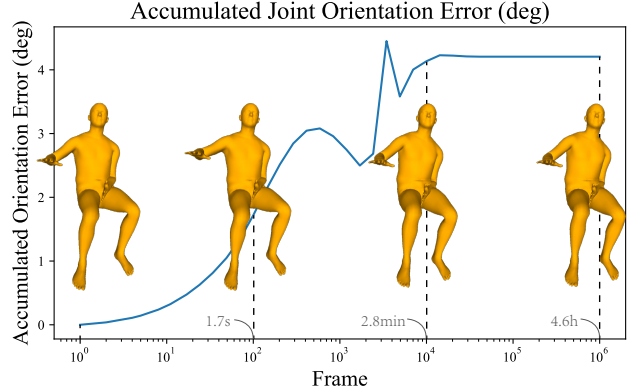 Accumulated Joint Orientation Error (deg)
Accumulated Orientation Error (deg)
4
3
2
1
0
1.7s
2.8min
4.6h
10⁰
10¹
10²
10³
10⁴
10⁵
10⁶
Frame